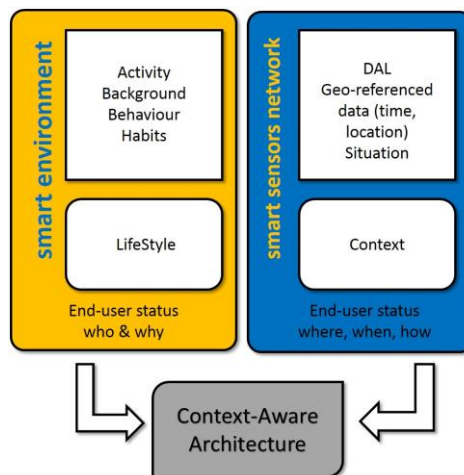 smart environment
Activity
Background
Behaviour
Habits
LifeStyle
End-user status
who & why
smart sensors network
DAL
Geo-referenced
data (time,
location)
Situation
Context
End-user status
where, when, how
Context-Aware
Architecture